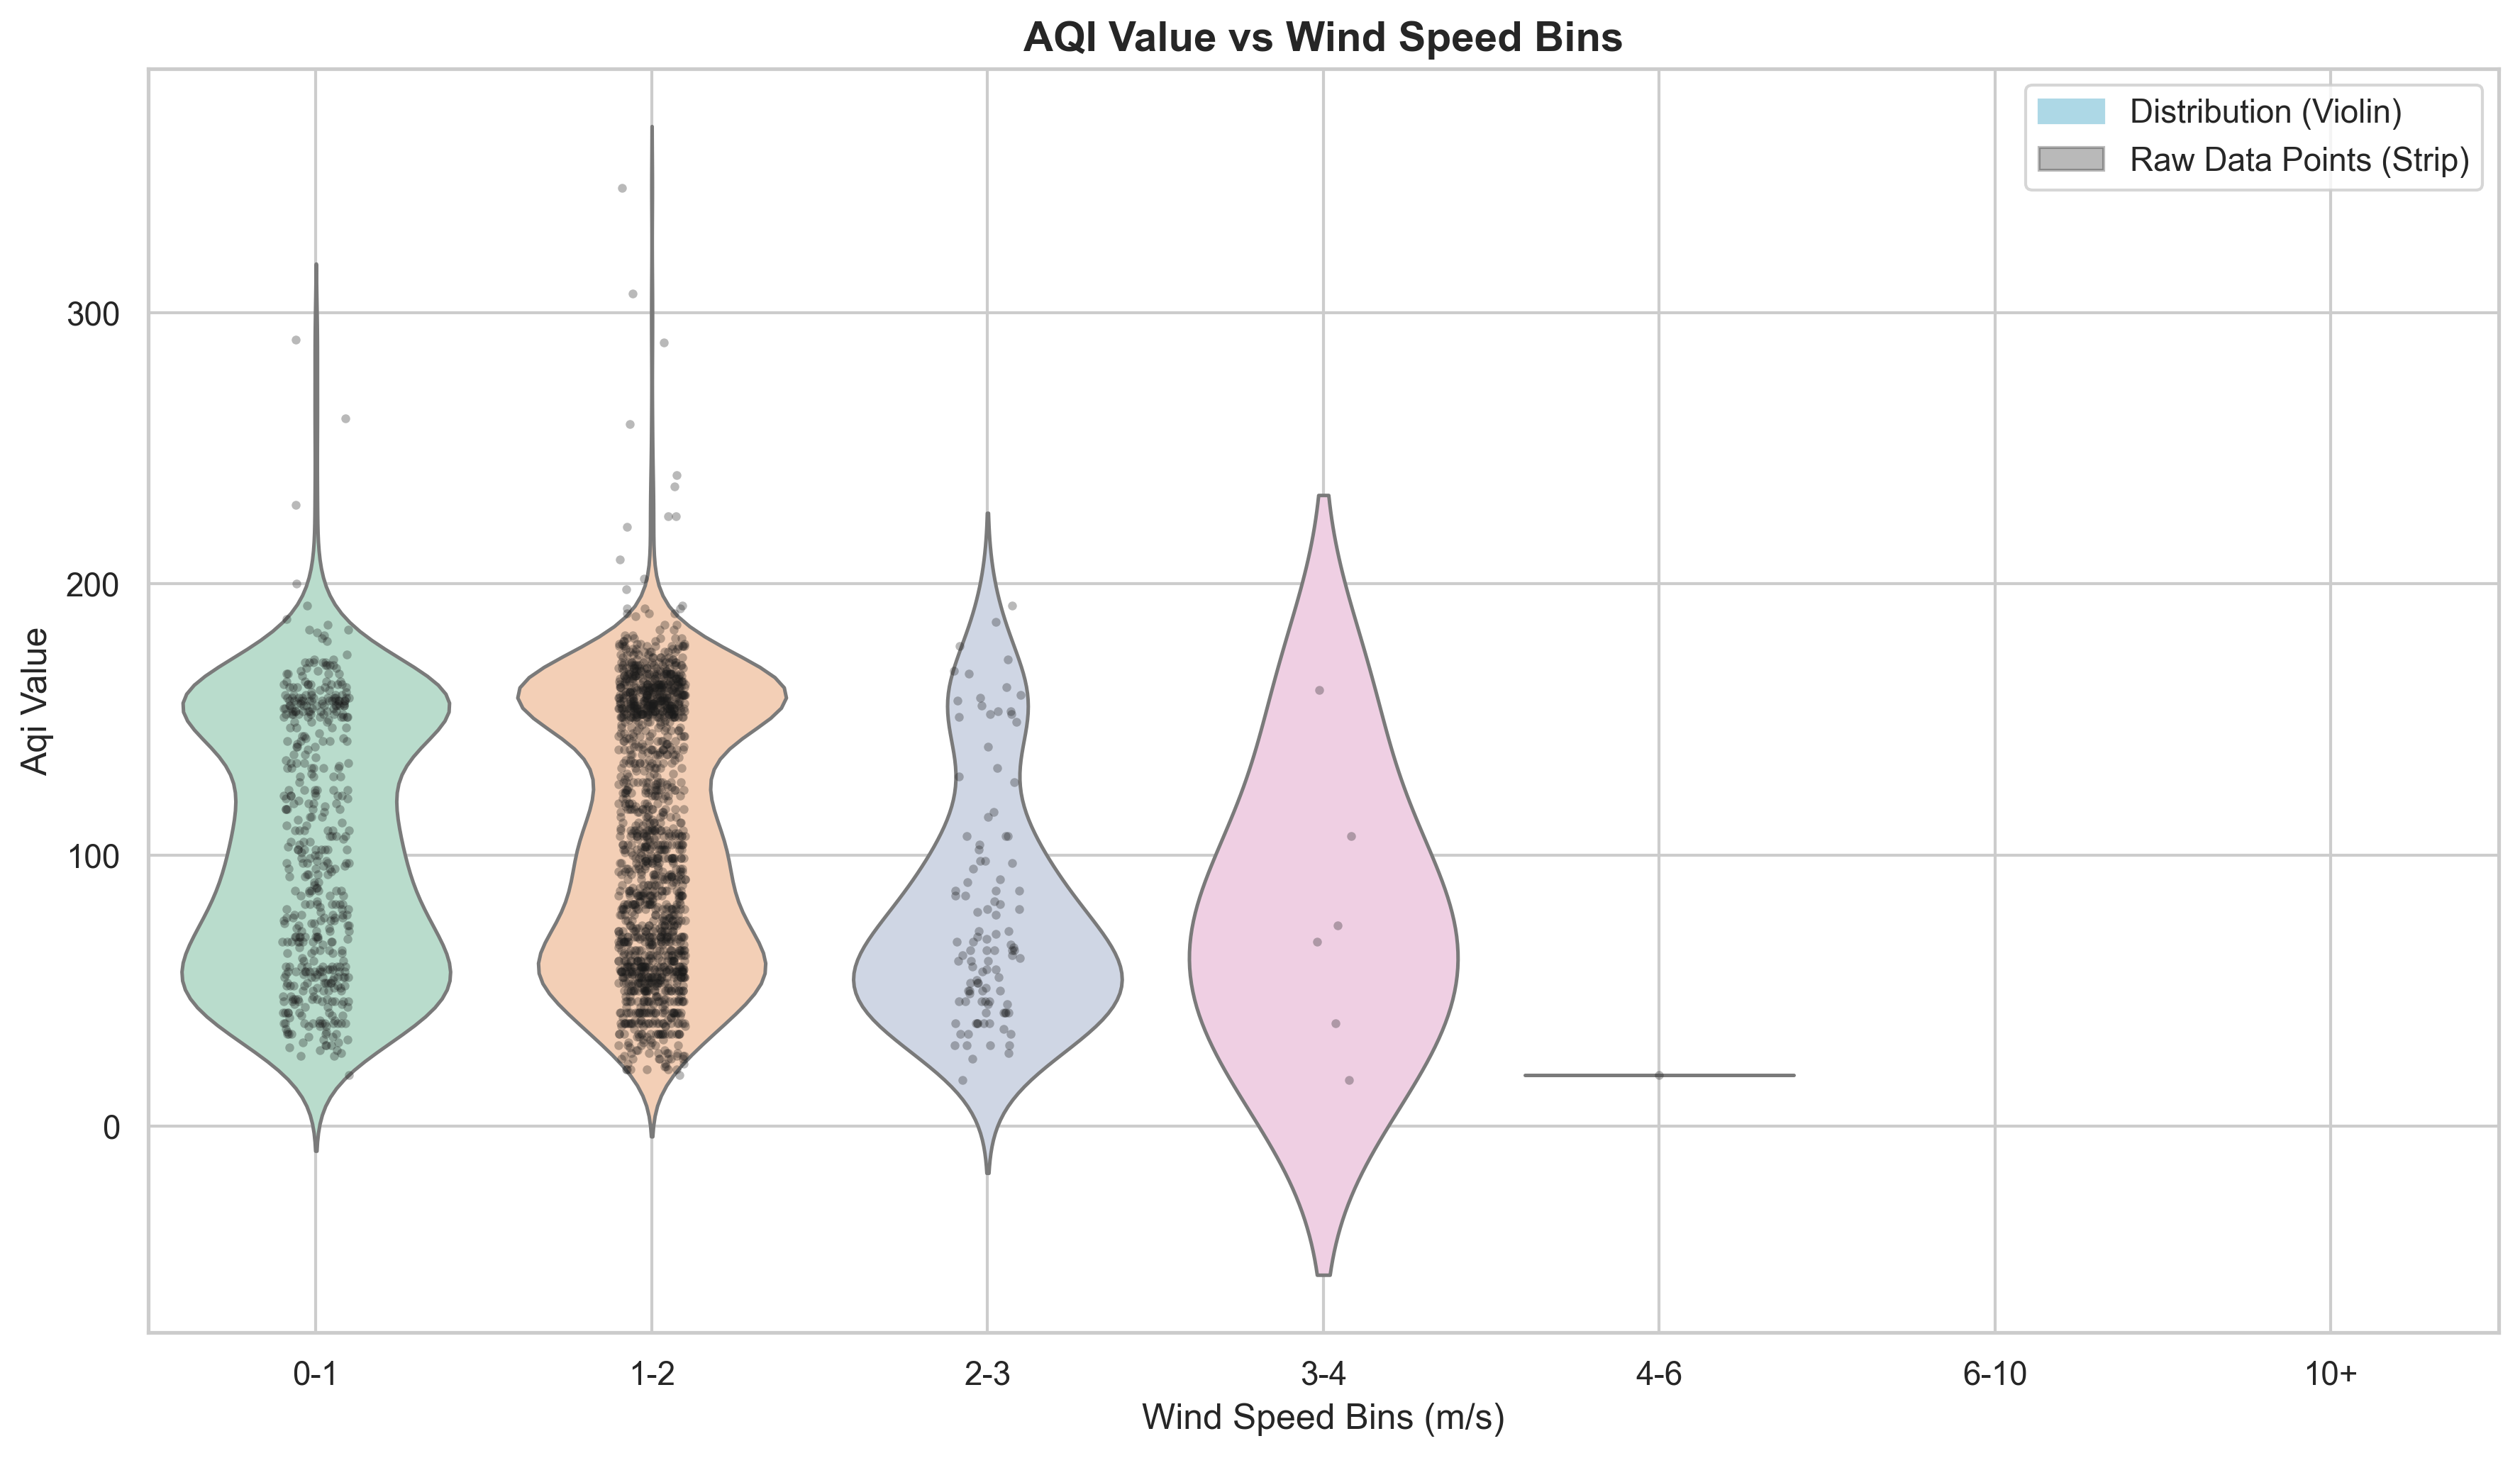 AQI Value vs Wind Speed Bins
Distribution (Violin)
Raw Data Points (Strip)
Aqi Value
300
200
100
0
0-1
1-2
2-3
3-4
4-6
6-10
10+
Wind Speed Bins (m/s)